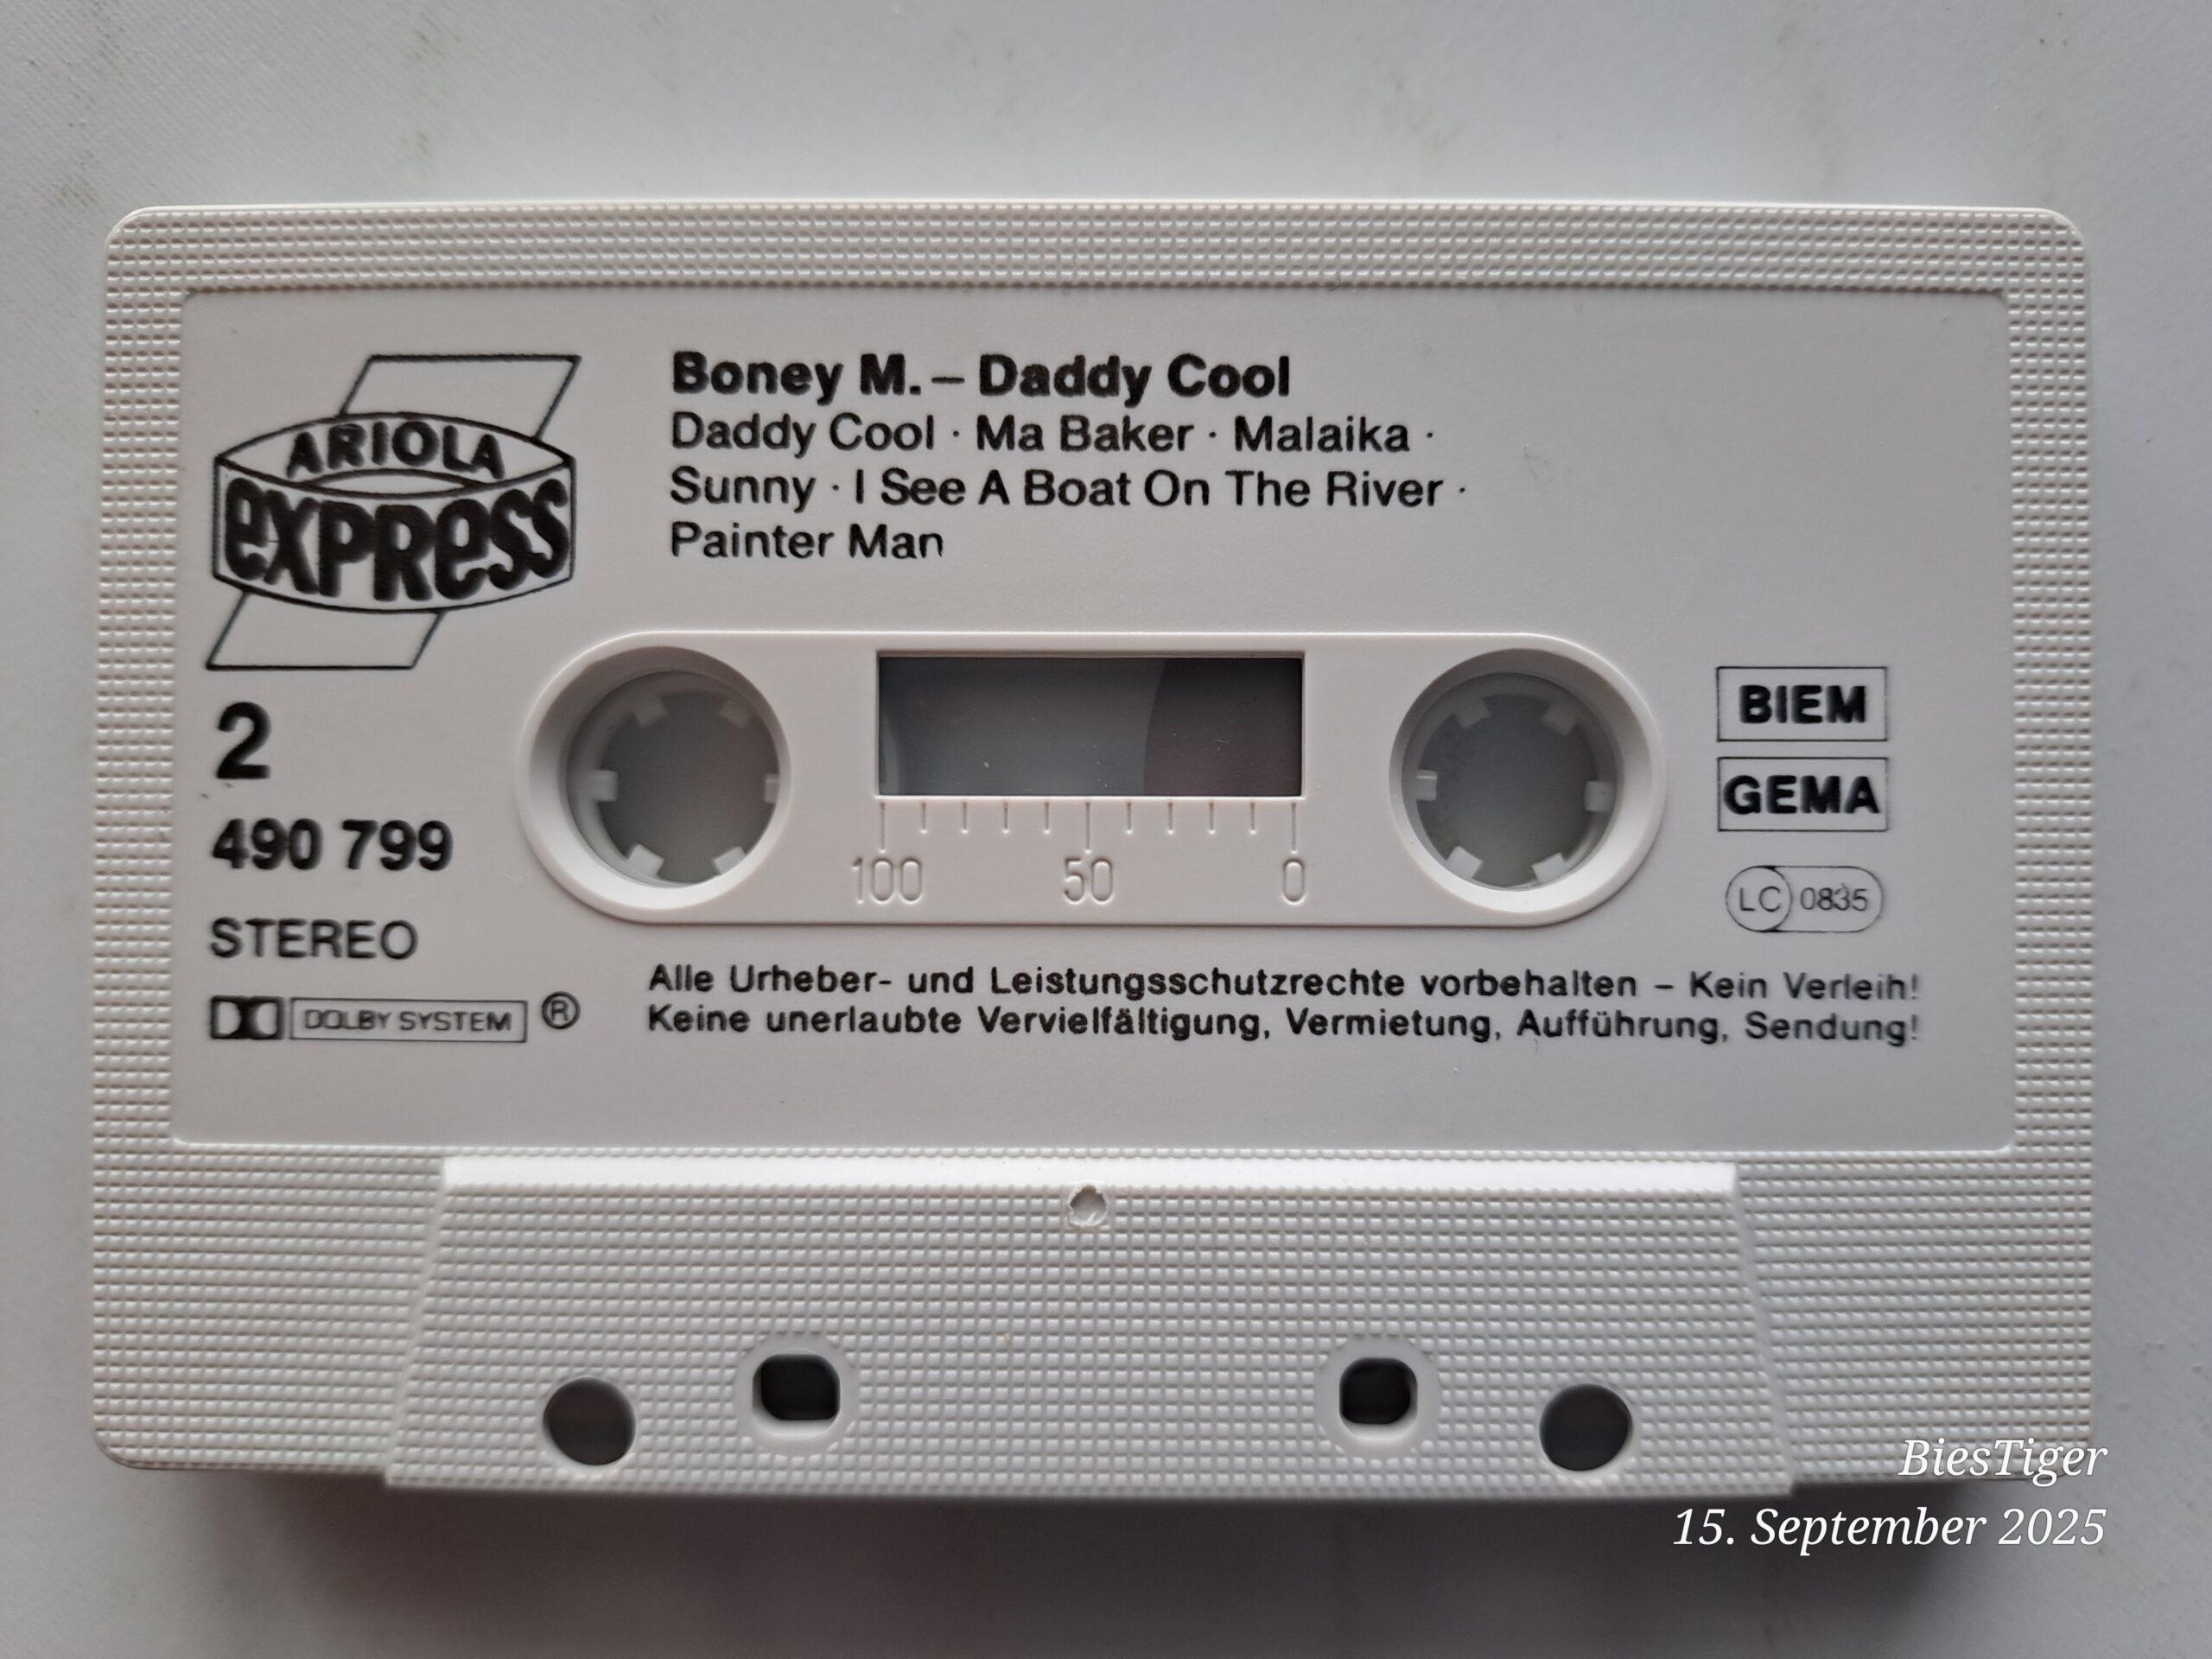 ARIOLA
express
Boney M. – Daddy Cool
Daddy Cool · Ma Baker · Malaika ·
Sunny · I See A Boat On The River ·
Painter Man
2
490 799
STEREO
DOLBY SYSTEM ®
100 50 0
BIEM
GEMA
LC 0835
Alle Urheber- und Leistungsschutzrechte vorbehalten – Kein Verleih!
Keine unerlaubte Vervielfältigung, Vermietung, Aufführung, Sendung!
BiesTiger
15. September 2025